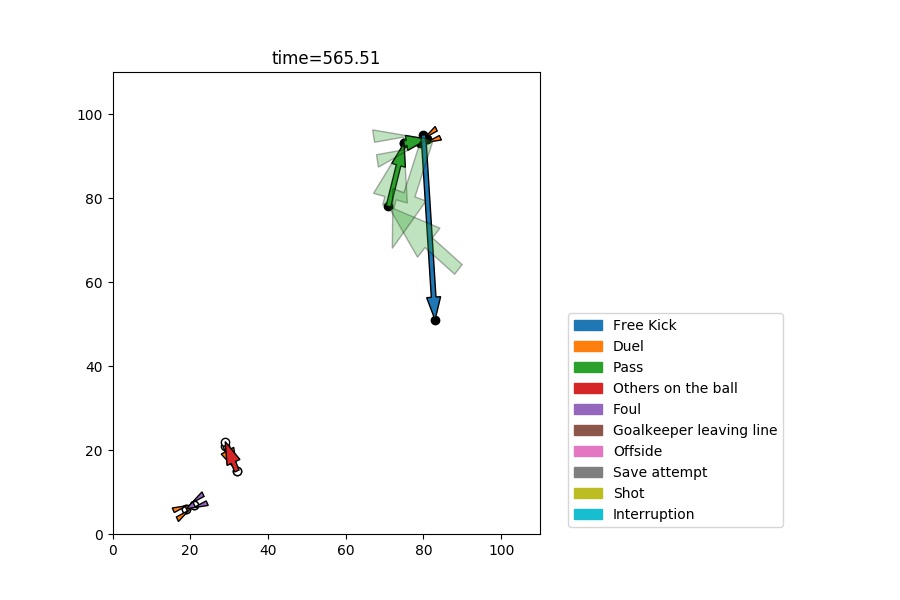 time=565.51
100
80
60
40
20
0
0 20 40 60 80 100
Free Kick
Duel
Pass
Others on the ball
Foul
Goalkeeper leaving line
Offside
Save attempt
Shot
Interruption